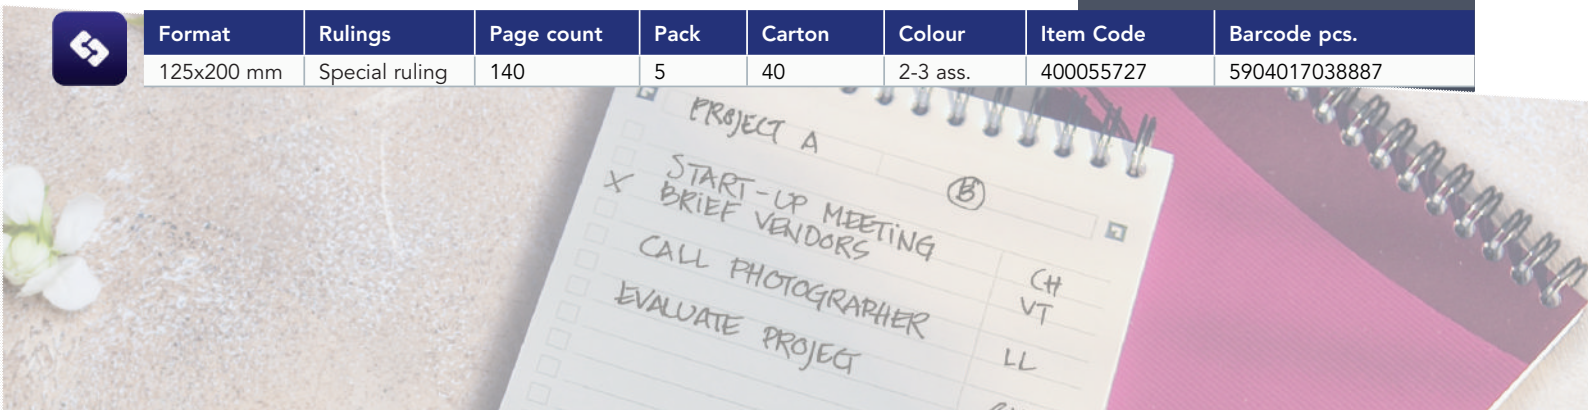 Format Rulings Page count Pack Carton Colour Item Code Barcode pcs.
125x200 mm Special ruling 140 5 40 2-3 ass. 400055727 5904017038887
PROJECT A
B
START-UP MEETING
X BRIEF VENDORS CH
CALL PHOTOGRAPHER VT
EVALUATE PROJECT LL